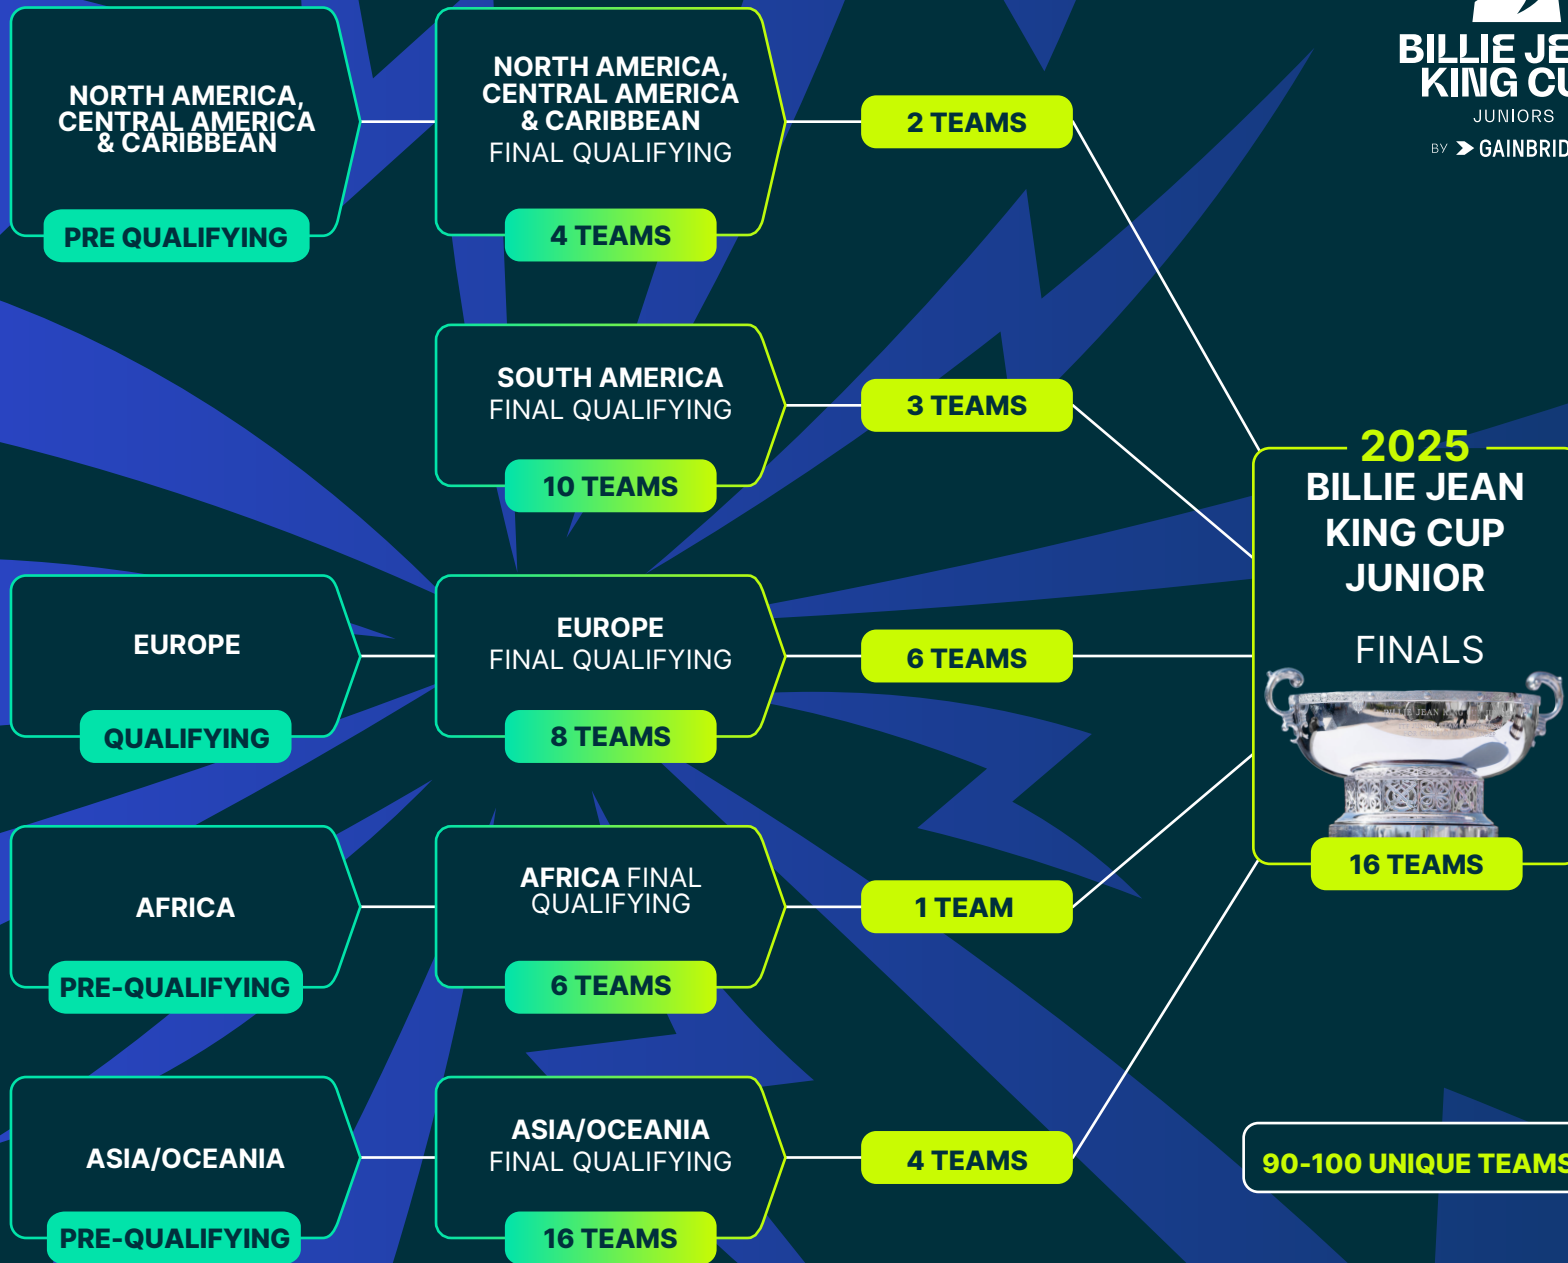 NORTH AMERICA,
CENTRAL AMERICA
& CARIBBEAN
PRE QUALIFYING
NORTH AMERICA,
CENTRAL AMERICA
& CARIBBEAN
FINAL QUALIFYING
4 TEAMS
2 TEAMS
BILLIE JE
KING CU
JUNIORS
BY GAINBRID
SOUTH AMERICA
FINAL QUALIFYING
10 TEAMS
3 TEAMS
EUROPE
QUALIFYING
EUROPE
FINAL QUALIFYING
8 TEAMS
6 TEAMS
2025
BILLIE JEAN
KING CUP
JUNIOR
FINALS
BILLIE JEAN KING
16 TEAMS
AFRICA
PRE-QUALIFYING
AFRICA FINAL
QUALIFYING
6 TEAMS
1 TEAM
ASIA/OCEANIA
PRE-QUALIFYING
ASIA/OCEANIA
FINAL QUALIFYING
16 TEAMS
4 TEAMS
90-100 UNIQUE TEAMS